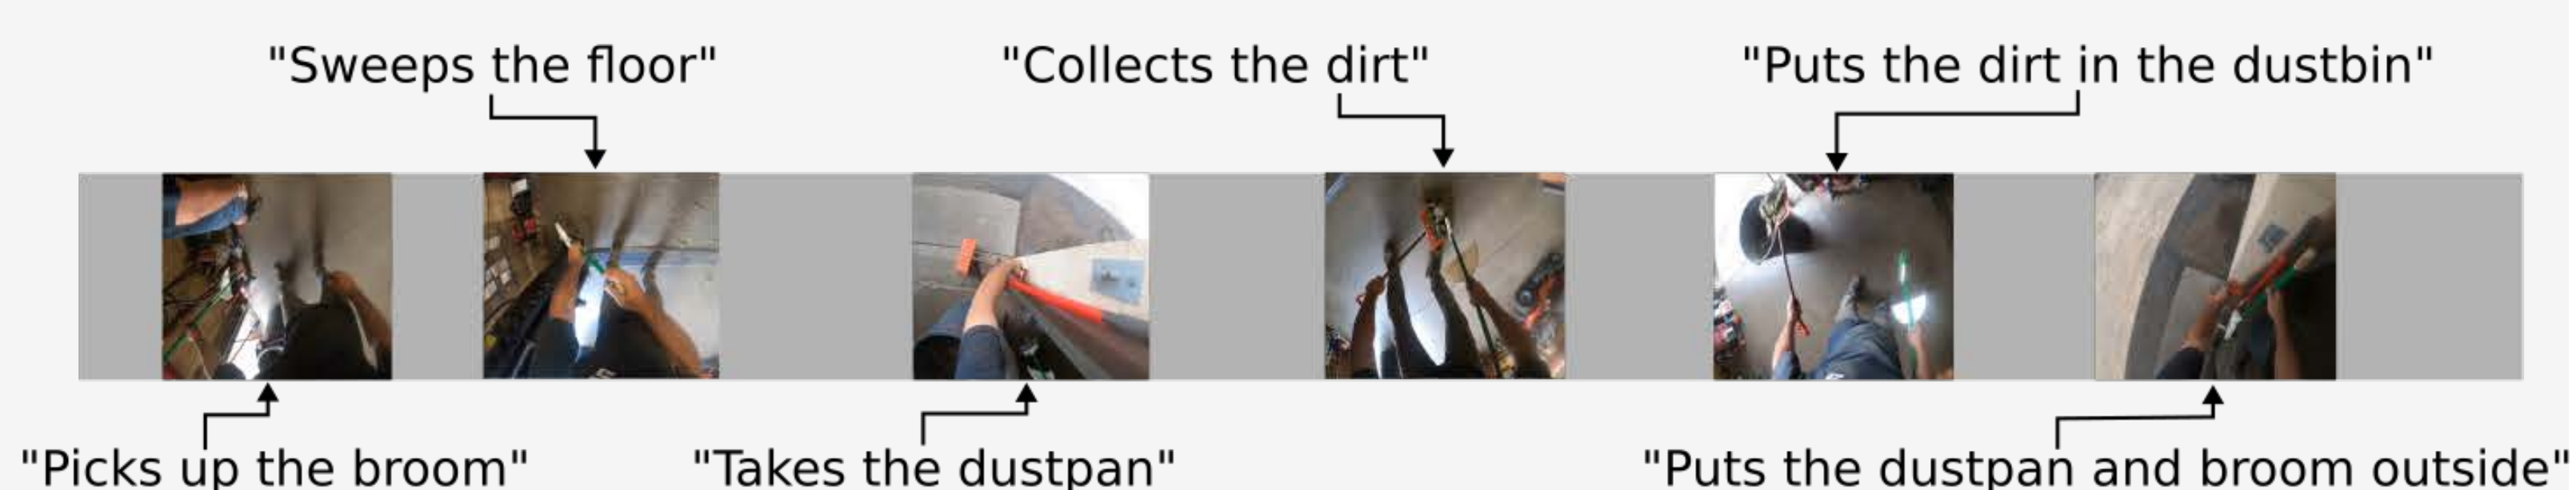 "Sweeps the floor"
"Collects the dirt"
"Puts the dirt in the dustbin"
"Picks up the broom"
"Takes the dustpan"
"Puts the dustpan and broom outside"